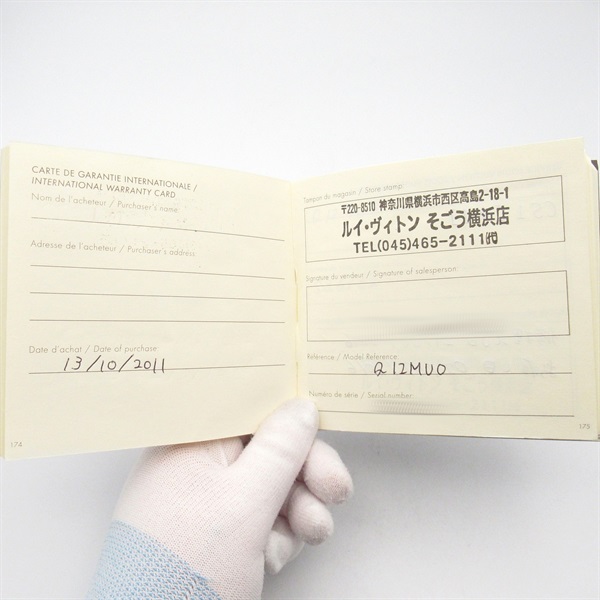 CARTE DE GARANTIE INTERNATIONALE /
INTERNATIONAL WARRANTY CARD
Nom de l'acheteur / Purchaser's name
Adresse de l'acheteur / Purchaser's address
Date d'achat / Date of purchase
13/10/2011
174
Tampon du magasin / Store stamp:
〒220-8510 神奈川県横浜市西区高島2-18-1
ルイ・ヴィトン そごう横浜店
TEL(045)465-2111㈹
Signature du vendeur / Signature of salesperson:
Référence / Model Reference:
Q12MU0
Numéro de série / Serial number:
175